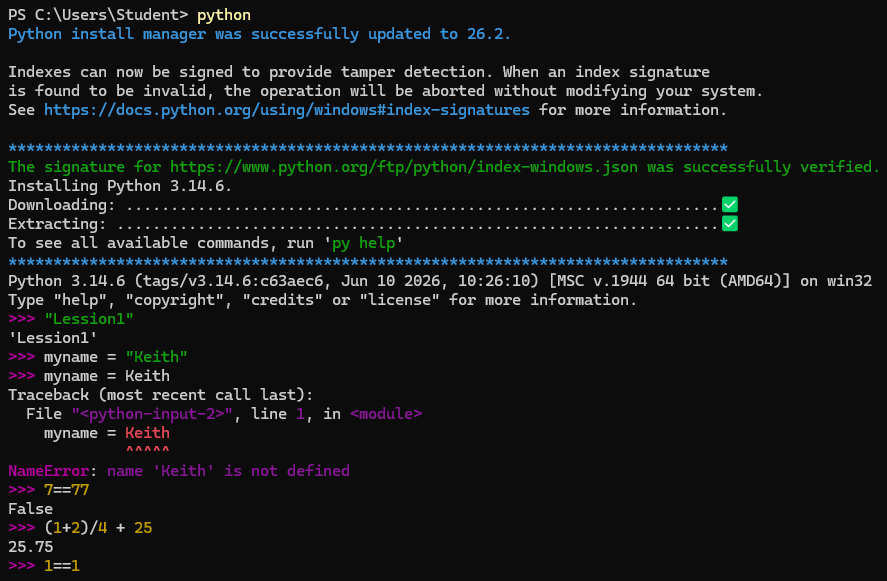 PS C:\Users\Student> python
Python install manager was successfully updated to 26.2.
Indexes can now be signed to provide tamper detection. When an index signature
is found to be invalid, the operation will be aborted without modifying your system.
See https://docs.python.org/using/windows#index-signatures for more information.
********************************************************************************
The signature for https://www.python.org/ftp/python/index-windows.json was successfully verified.
Installing Python 3.14.6.
Downloading: ..................................................................✅
Extracting: ...................................................................✅
To see all available commands, run 'py help'
********************************************************************************
Python 3.14.6 (tags/v3.14.6:c63aec6, Jun 10 2026, 10:26:10) [MSC v.1944 64 bit (AMD64)] on win32
Type "help", "copyright", "credits" or "license" for more information.
>>> "Lession1"
'Lession1'
>>> myname = "Keith"
>>> myname = Keith
Traceback (most recent call last):
  File "<python-input-2>", line 1, in <module>
    myname = Keith
             ^^^^^
NameError: name 'Keith' is not defined
>>> 7==77
False
>>> (1+2)/4 + 25
25.75
>>> 1==1